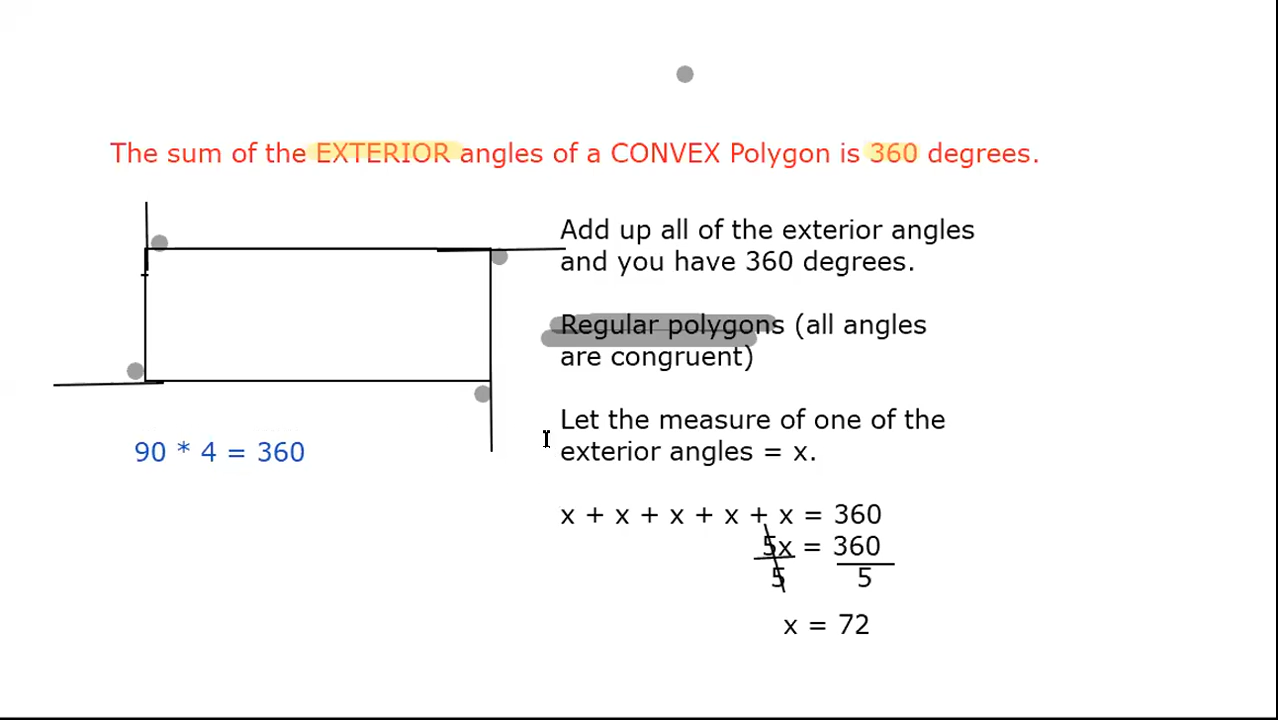 The sum of the EXTERIOR angles of a CONVEX Polygon is 360 degrees.
Add up all of the exterior angles
and you have 360 degrees.
Regular polygons (all angles
are congruent)
Let the measure of one of the
exterior angles = x.
90 * 4 = 360
x + x + x + x + x = 360
5x = 360
5 5
x = 72